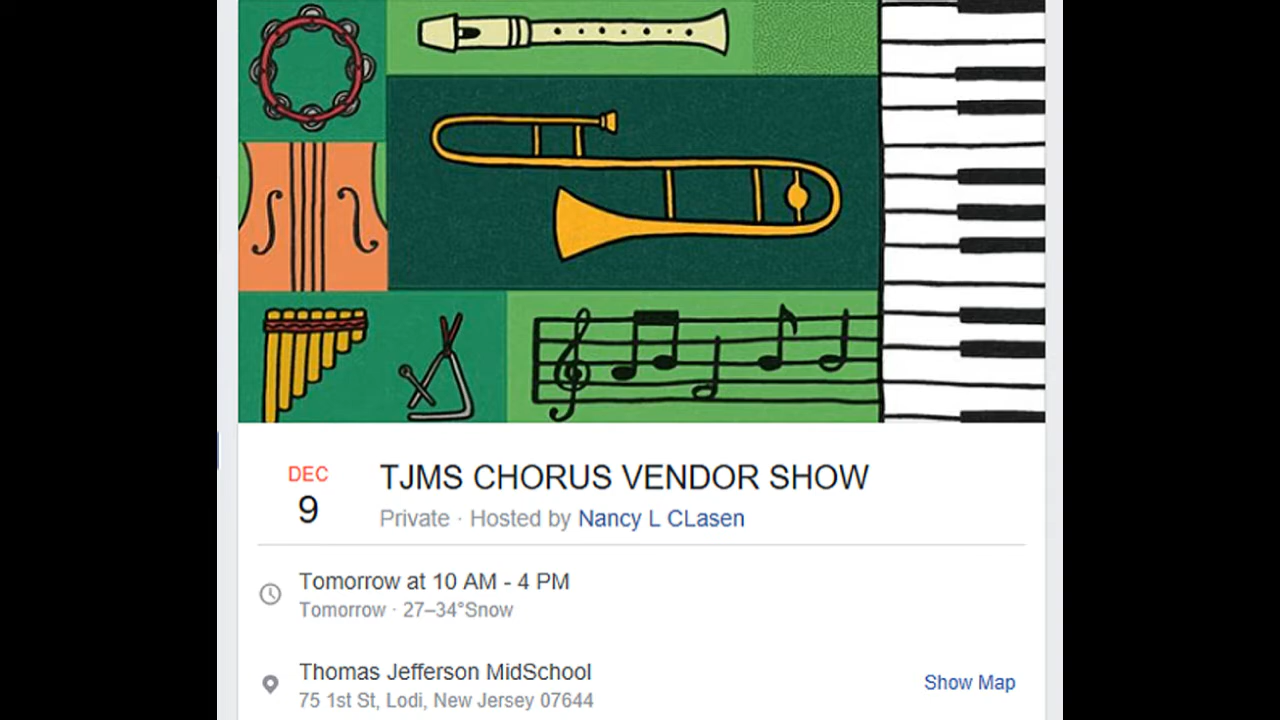 DEC
9
TJMS CHORUS VENDOR SHOW
Private · Hosted by Nancy L CLasen
Tomorrow at 10 AM - 4 PM
Tomorrow · 27–34°Snow
Thomas Jefferson MidSchool
75 1st St, Lodi, New Jersey 07644
Show Map